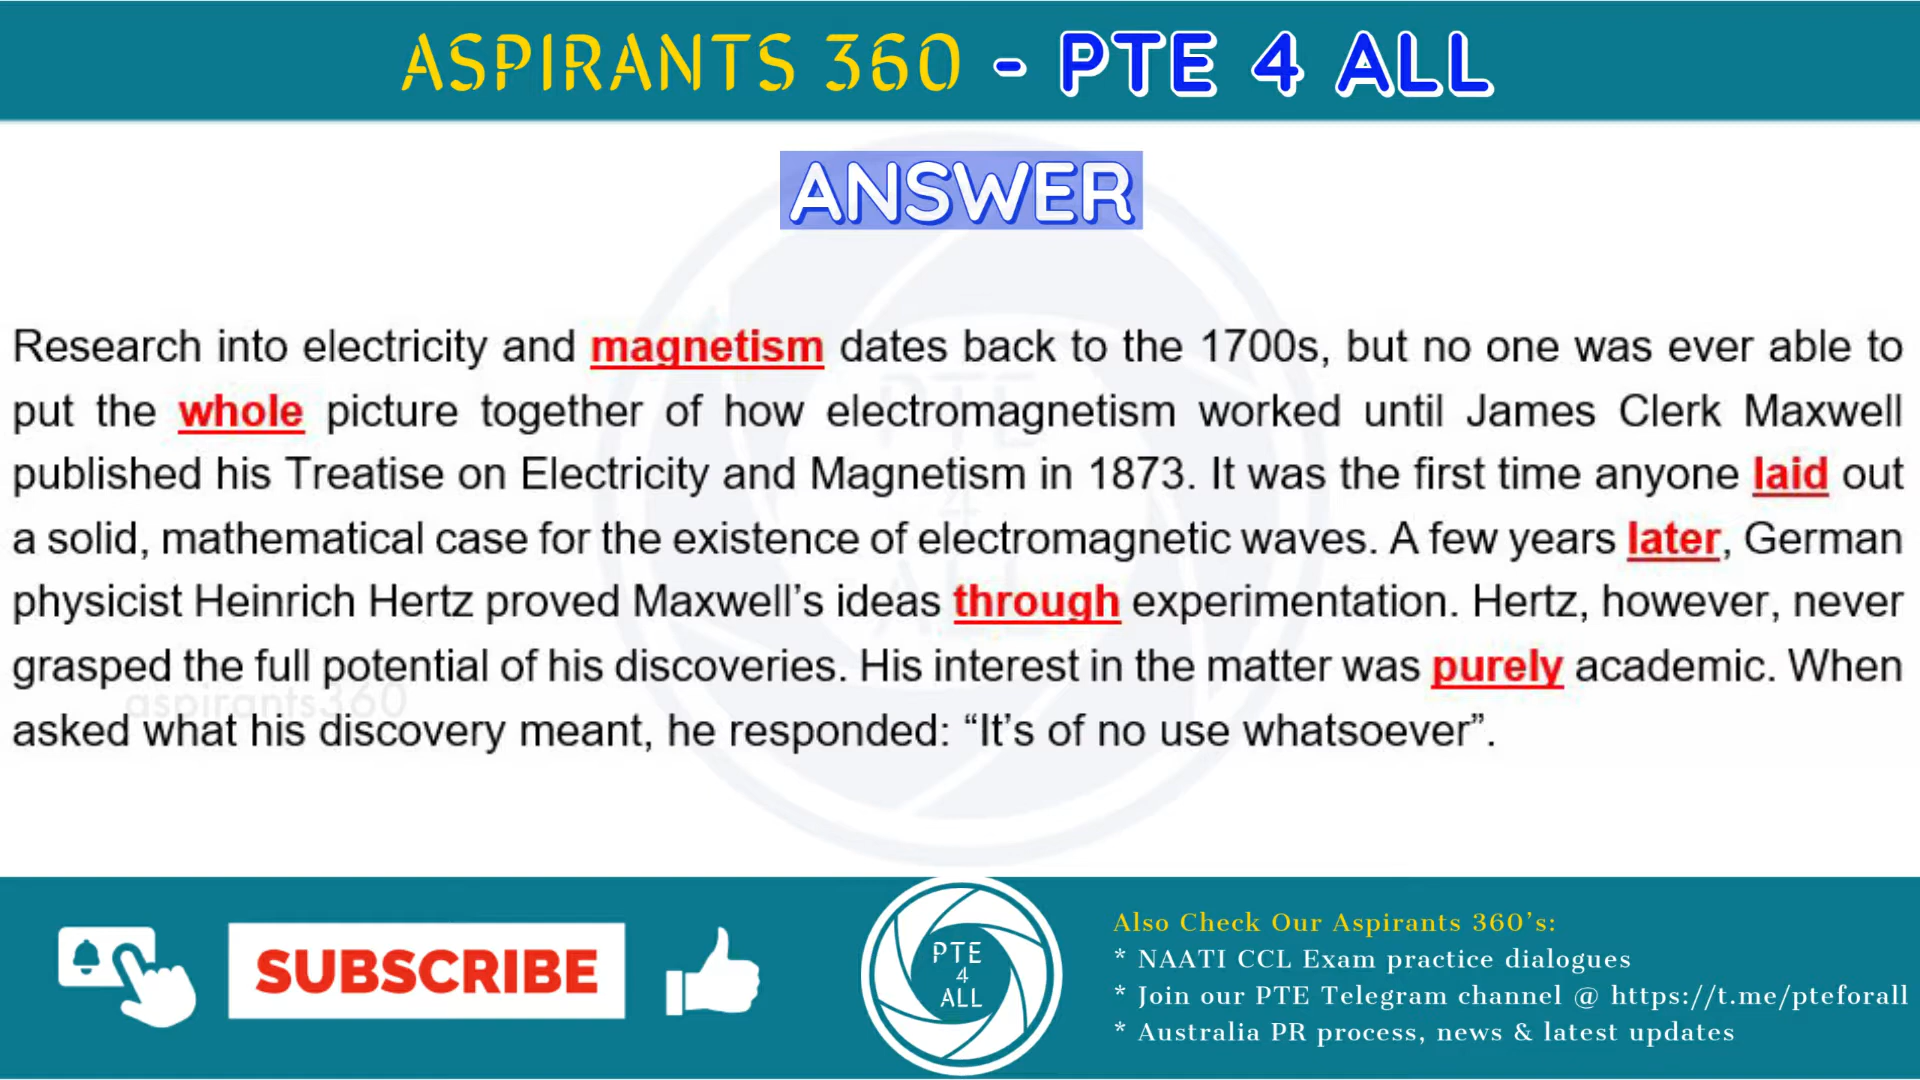 ASPIRANTS 360 - PTE 4 ALL
ANSWER
Research into electricity and magnetism dates back to the 1700s, but no one was ever able to
put the whole picture together of how electromagnetism worked until James Clerk Maxwell
published his Treatise on Electricity and Magnetism in 1873. It was the first time anyone laid out
a solid, mathematical case for the existence of electromagnetic waves. A few years later, German
physicist Heinrich Hertz proved Maxwell’s ideas through experimentation. Hertz, however, never
grasped the full potential of his discoveries. His interest in the matter was purely academic. When
aspirants360
asked what his discovery meant, he responded: “It’s of no use whatsoever”.
PTE
4
ALL
SUBSCRIBE
PTE
4
ALL
Also Check Our Aspirants 360's:
* NAATI CCL Exam practice dialogues
* Join our PTE Telegram channel @ https://t.me/pteforall
* Australia PR process, news & latest updates